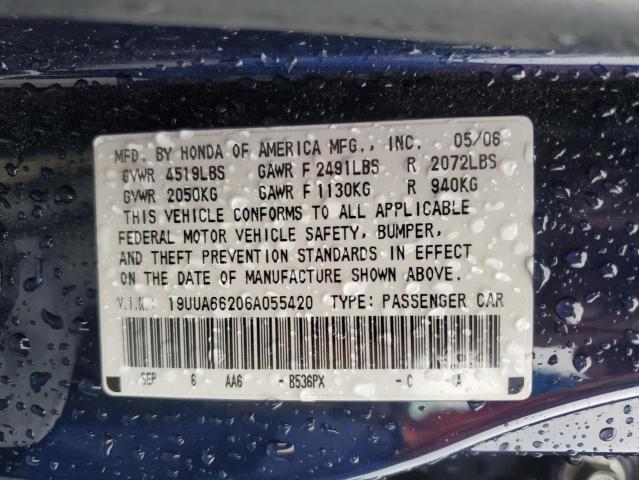 MFD. BY HONDA OF AMERICA MFG., INC. 05/06
GVWR 4519LBS GAWR F 2491LBS R 2072LBS
GVWR 2050KG GAWR F 1130KG R 940KG
THIS VEHICLE CONFORMS TO ALL APPLICABLE
FEDERAL MOTOR VEHICLE SAFETY, BUMPER,
AND THEFT PREVENTION STANDARDS IN EFFECT
ON THE DATE OF MANUFACTURE SHOWN ABOVE.
V.I.N. 19UUA66206A055420 TYPE: PASSENGER CAR
SEP 6 AA6 -B536PX -C A